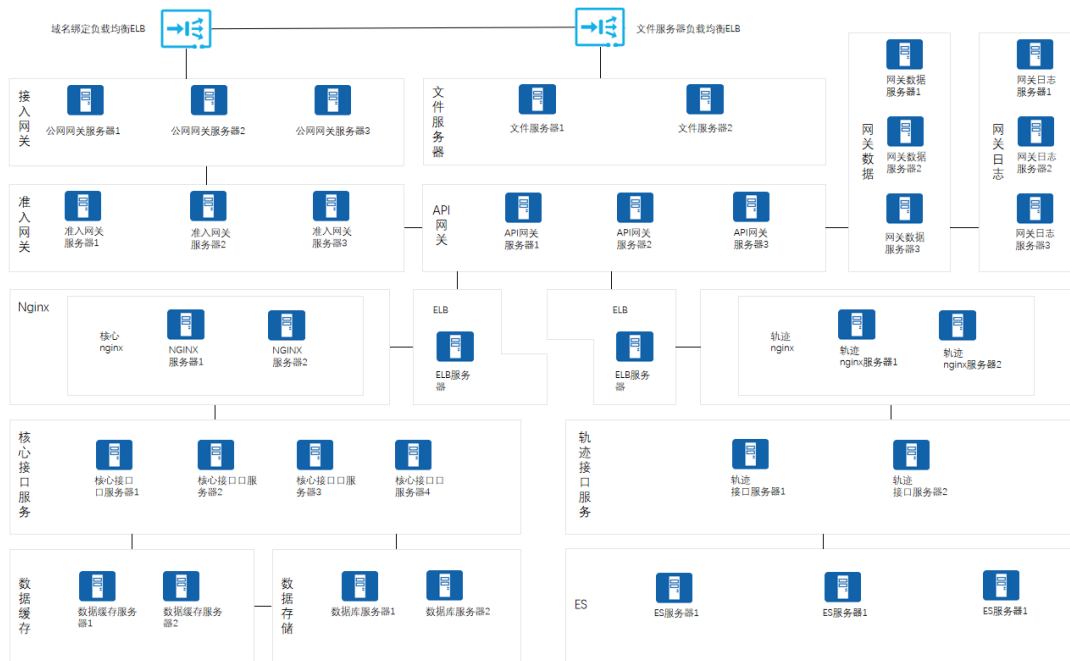 域名绑定负载均衡ELB
文件服务器负载均衡ELB
接入网关
公网网关服务器1
公网网关服务器2
公网网关服务器3
文件服务器
文件服务器1
文件服务器2
网关数据
网关数据
服务器1
网关数据
服务器2
网关数据
服务器3
网关日志
网关日志
服务器1
网关日志
服务器2
网关日志
服务器3
准入网关
准入网关
服务器1
准入网关
服务器2
准入网关
服务器3
API
网关
API网关
服务器1
API网关
服务器2
API网关
服务器3
Nginx
核心
nginx
NGINX
服务器1
NGINX
服务器2
ELB
ELB服务
器
ELB
ELB服务
器
轨迹
nginx
轨迹
nginx服务器1
轨迹
nginx服务器2
核心接口服务
核心接口
口服务器1
核心接口口服
务器2
核心接口口服
务器3
核心接口口
服务器4
轨迹接口服务
轨迹
接口服务器1
轨迹
接口服务器2
数据缓存
数据缓存服务
器1
数据缓存服务
器2
数据存储
数据库服务器1
数据库服务器2
ES
ES服务器1
ES服务器1
ES服务器1